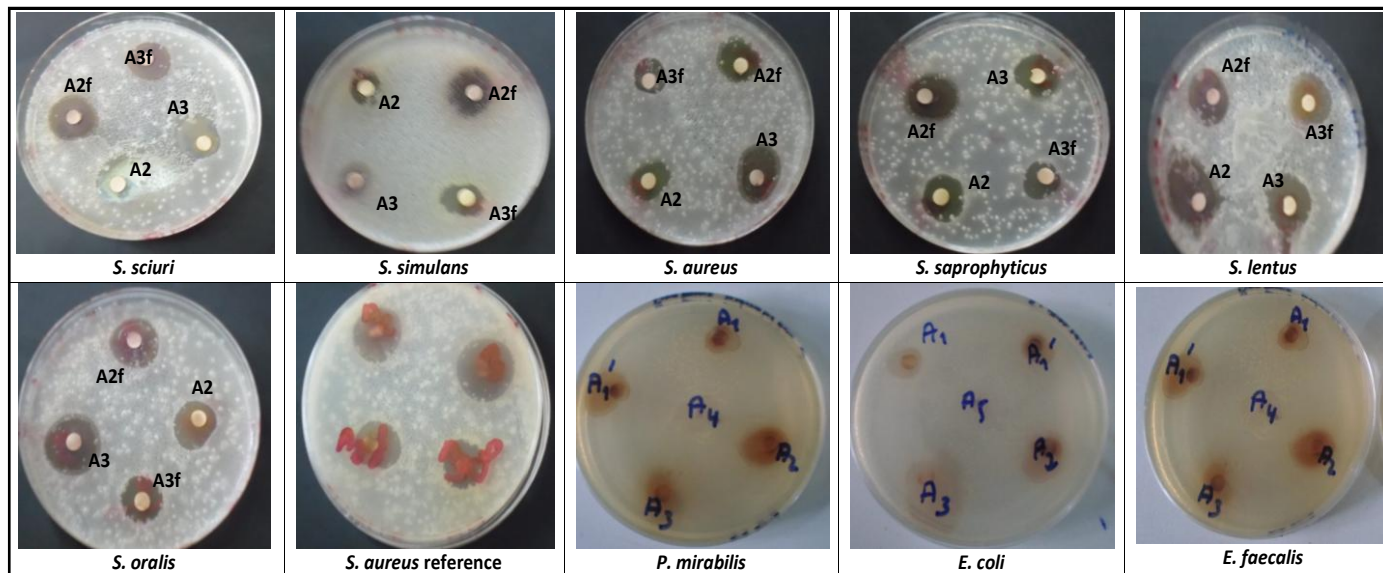 A3f
A2f
A3
A2
S. sciuri
A2
A2f
A3
A3f
S. simulans
A3f
A2f
A3
A2
S. aureus
A3
A2f
A3f
A2
S. saprophyticus
A2f
A3f
A2
A3
S. lentus
A2f
A2
A3
A3f
S. oralis
S. aureus reference
A1
A1'
A4
A2
A3
P. mirabilis
A1
A1'
A5
A3
E. coli
A1
A1'
A4
A2
A3
E. faecalis